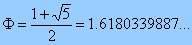 Φ = (1+√5)/2 = 1.6180339887...